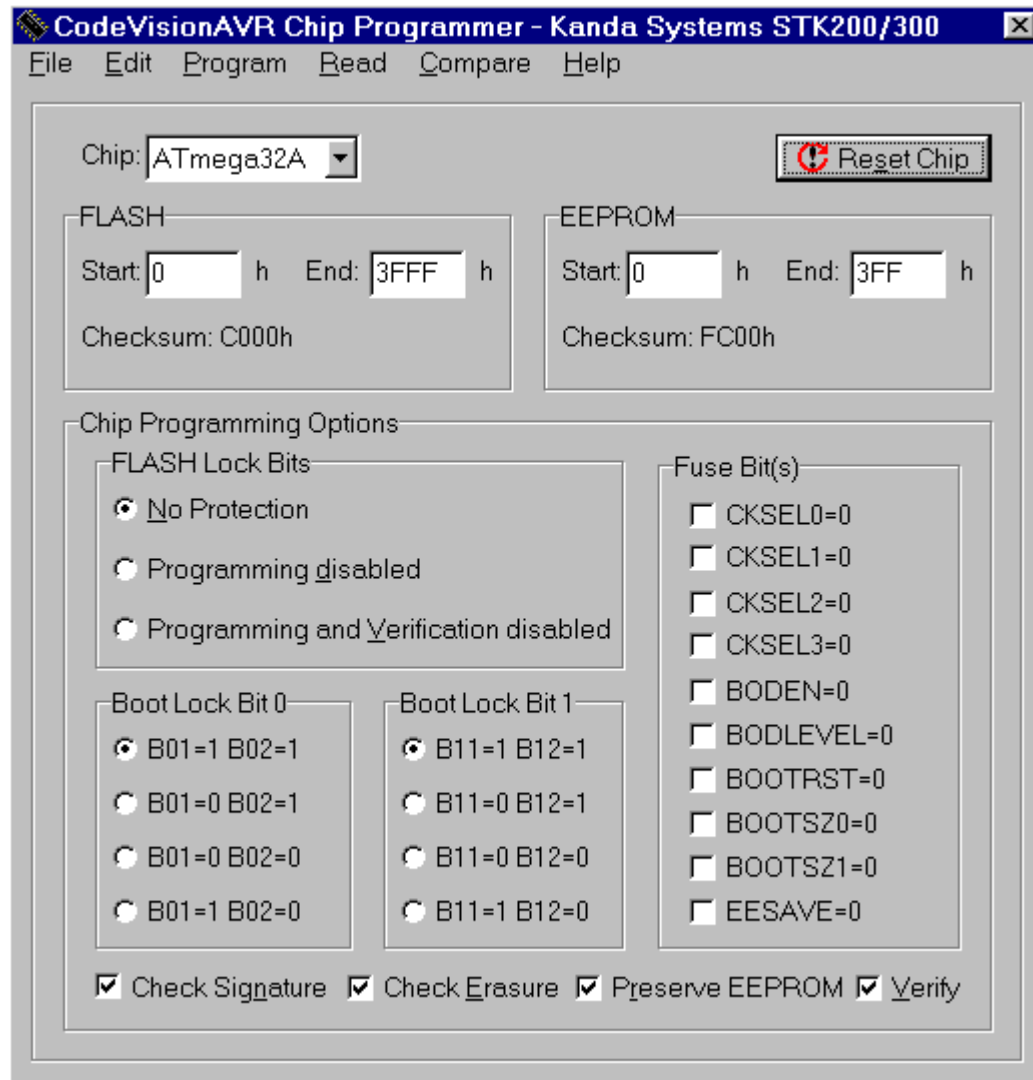 CodeVisionAVR Chip Programmer - Kanda Systems STK200/300
File Edit Program Read Compare Help
Chip: ATmega32A Reset Chip
FLASH
Start: 0 h End: 3FFF h
Checksum: C000h
EEPROM
Start: 0 h End: 3FF h
Checksum: FC00h
Chip Programming Options
FLASH Lock Bits
No Protection
Programming disabled
Programming and Verification disabled
Boot Lock Bit 0
B01=1 B02=1
B01=0 B02=1
B01=0 B02=0
B01=1 B02=0
Boot Lock Bit 1
B11=1 B12=1
B11=0 B12=1
B11=0 B12=0
B11=1 B12=0
Fuse Bit(s)
CKSEL0=0
CKSEL1=0
CKSEL2=0
CKSEL3=0
BODEN=0
BODLEVEL=0
BOOTRST=0
BOOTSZ0=0
BOOTSZ1=0
EESAVE=0
Check Signature Check Erasure Preserve EEPROM Verify